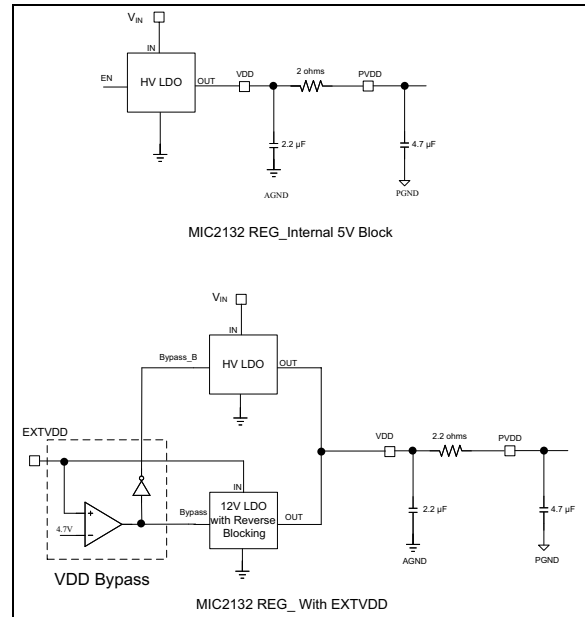 VIN
IN
EN
HV LDO
OUT
VDD
2 ohms
PVDD
2.2 µF
4.7 µF
AGND
PGND
MIC2132 REG_Internal 5V Block
VIN
IN
Bypass_B
HV LDO
OUT
EXTVDD
VDD
2.2 ohms
PVDD
IN
4.7V
Bypass
12V LDO
with Reverse
Blocking
OUT
2.2 µF
4.7 µF
AGND
PGND
VDD Bypass
MIC2132 REG_ With EXTVDD